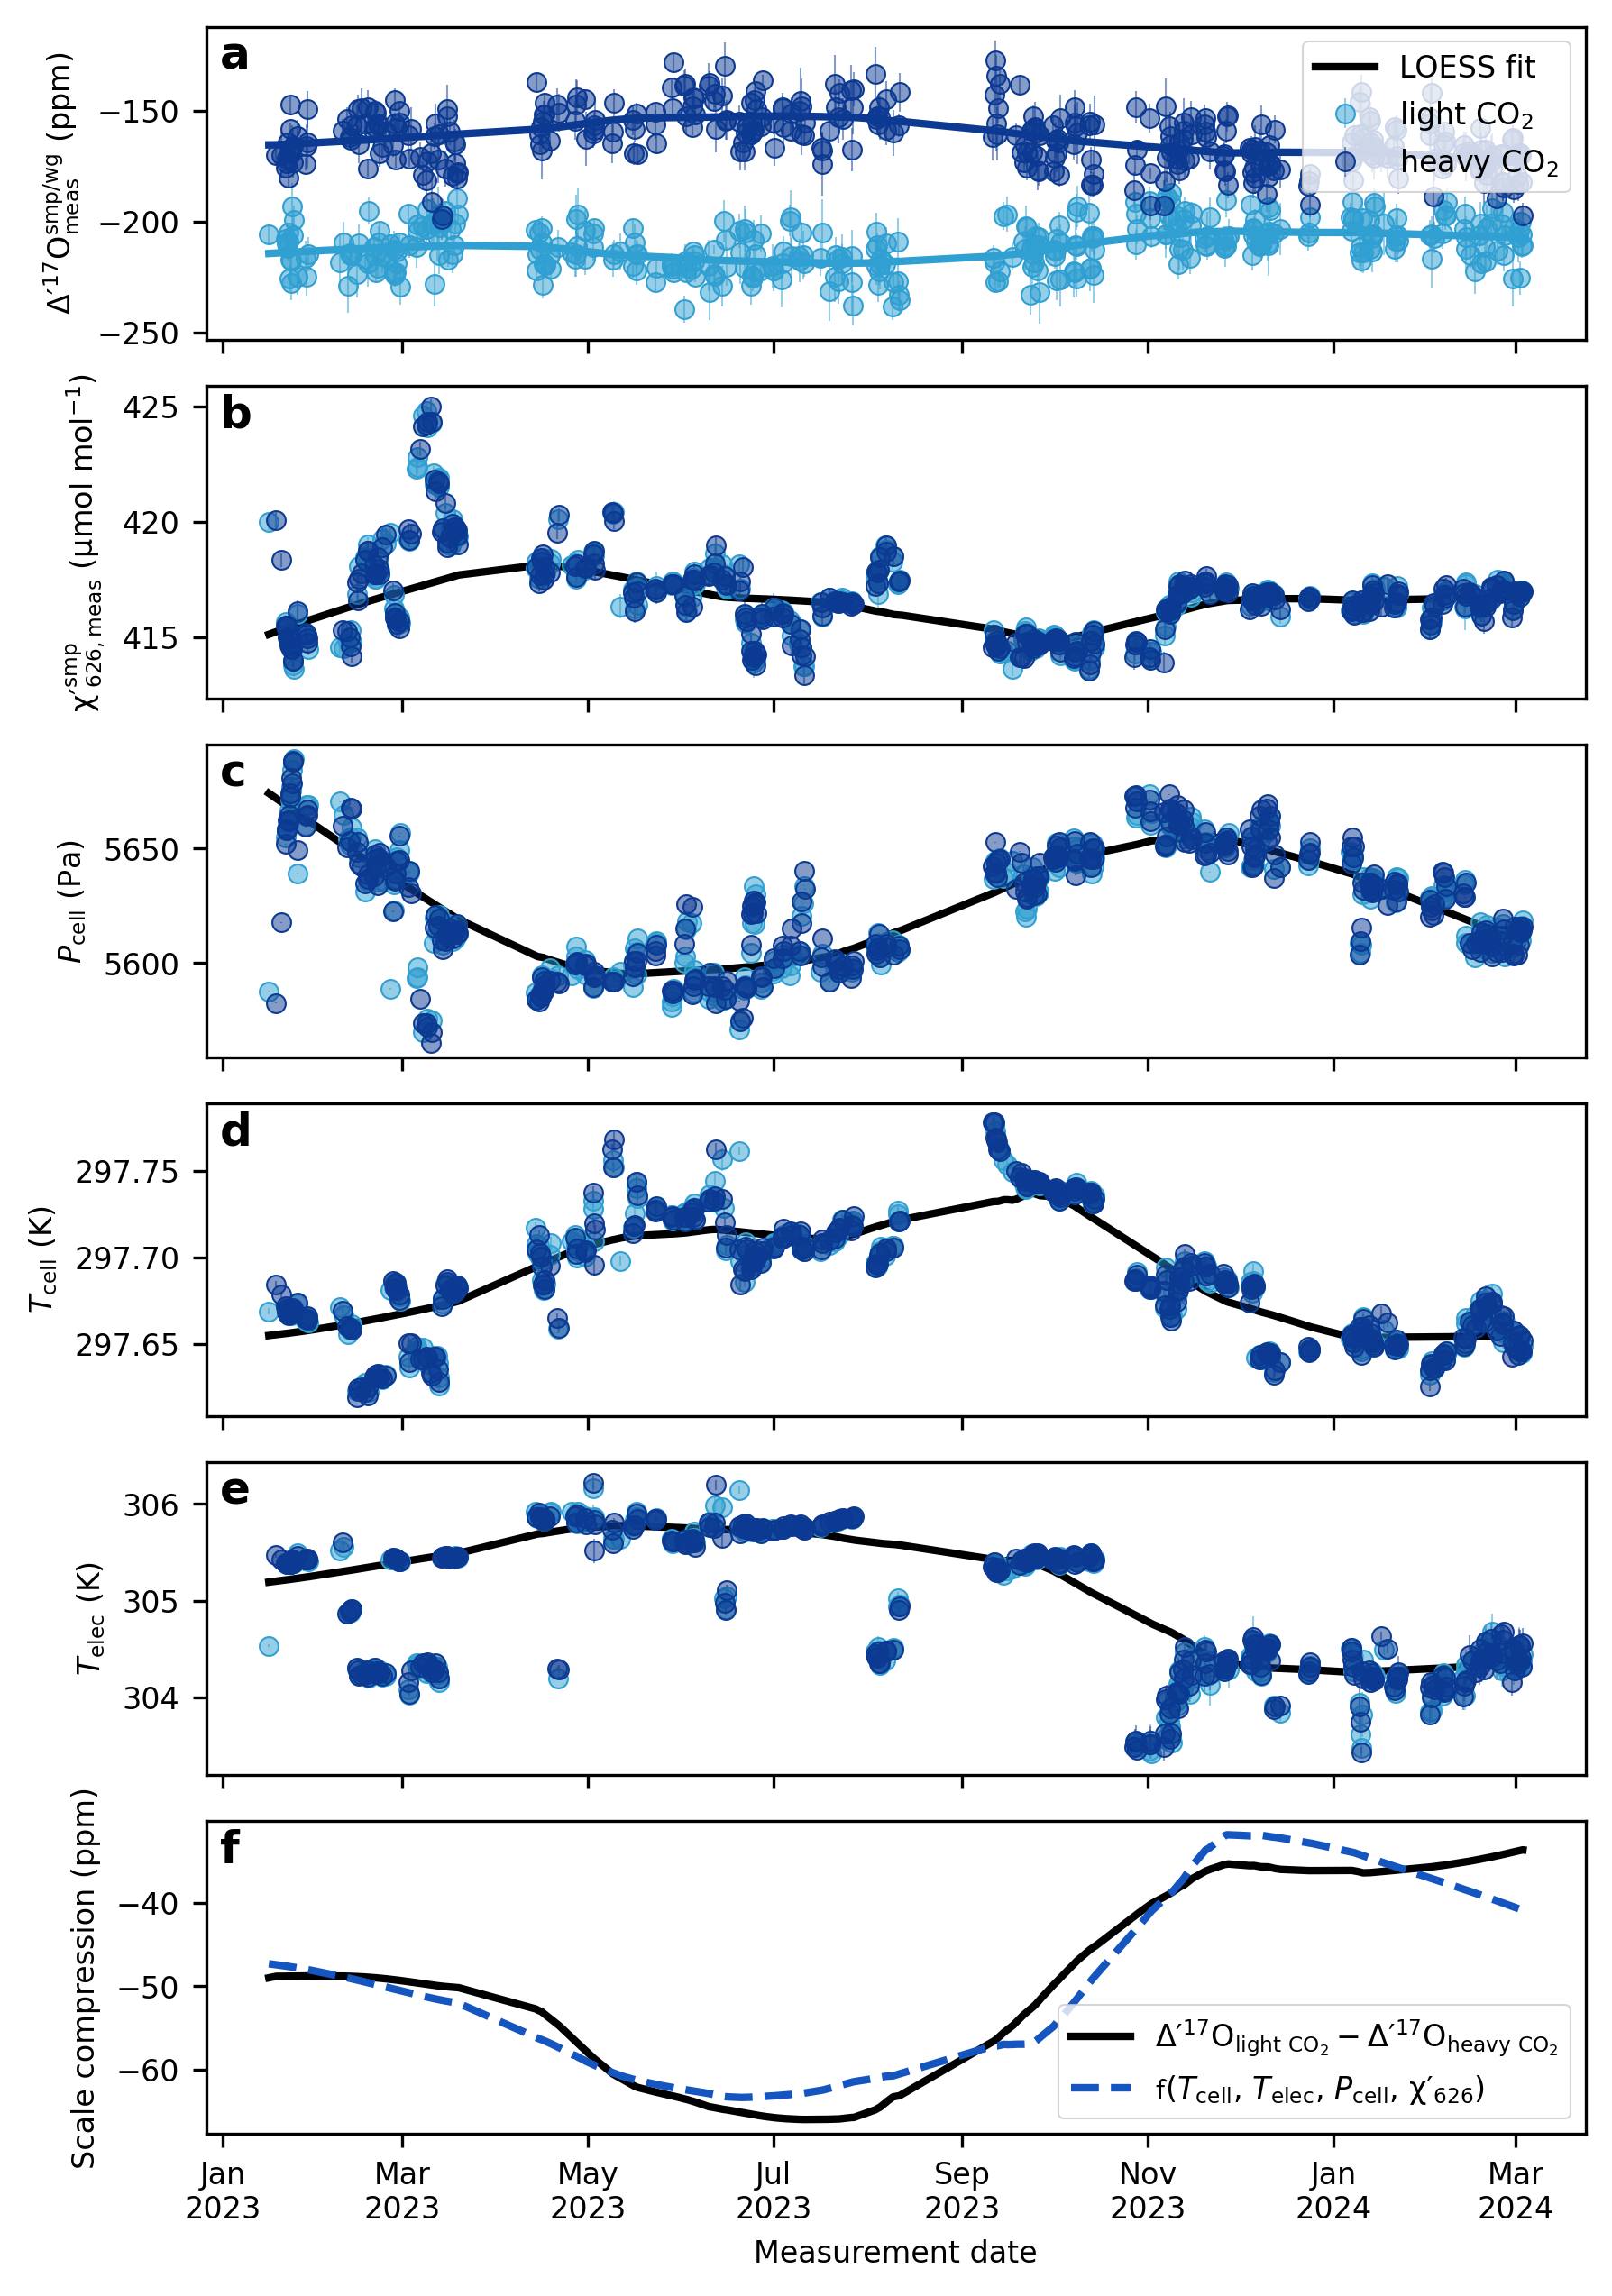 a
LOESS fit
light CO₂
heavy CO₂
Δ′¹⁷O^smp/wg_meas (ppm)
−150
−200
−250
b
χ′^smp_626, meas (µmol mol⁻¹)
425
420
415
c
P_cell (Pa)
5650
5600
d
T_cell (K)
297.75
297.70
297.65
e
T_elec (K)
306
305
304
f
Scale compression (ppm)
−40
−50
−60
Δ′¹⁷O_light CO₂ − Δ′¹⁷O_heavy CO₂
f(T_cell, T_elec, P_cell, χ′₆₂₆)
Jan Mar May Jul Sep Nov Jan Mar
2023 2023 2023 2023 2023 2023 2024 2024
Measurement date